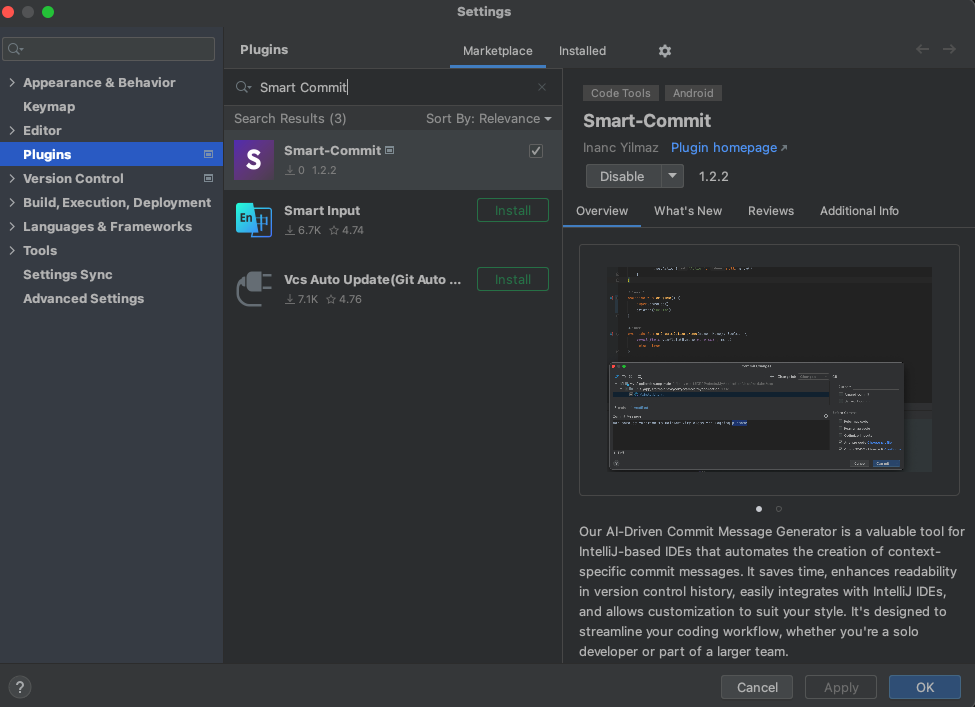 Settings
Appearance & Behavior
Keymap
Editor
Plugins
Version Control
Build, Execution, Deployment
Languages & Frameworks
Tools
Settings Sync
Advanced Settings
Plugins
Marketplace
Installed
Smart Commit
Search Results (3)
Sort By: Relevance
S
Smart-Commit
0 1.2.2
En 中
Smart Input
6.7K 4.74
Install
Vcs Auto Update(Git Auto ...
7.1K 4.76
Install
Code Tools
Android
Smart-Commit
Inanc Yilmaz Plugin homepage
Disable
1.2.2
Overview
What's New
Reviews
Additional Info
Our AI-Driven Commit Message Generator is a valuable tool for
IntelliJ-based IDEs that automates the creation of context-
specific commit messages. It saves time, enhances readability
in version control history, easily integrates with IntelliJ IDEs,
and allows customization to suit your style. It's designed to
streamline your coding workflow, whether you're a solo
developer or part of a larger team.
?
Cancel
Apply
OK